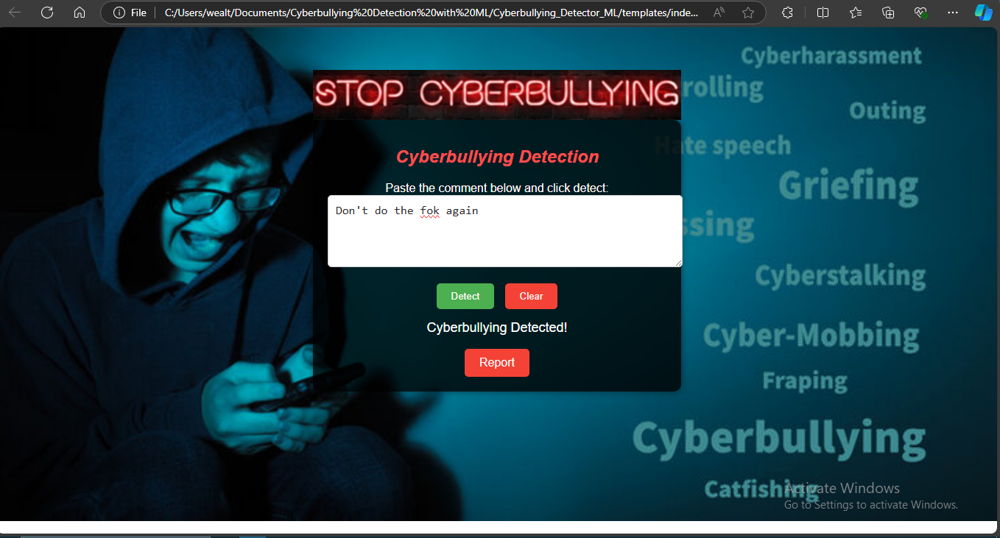 File C:/Users/wealt/Documents/Cyberbullying%20Detection%20with%20ML/Cyberbullying_Detector_ML/templates/inde...
Cyberharassment
rolling
STOP CYBERBULLYING
Outing
Hate speech
Cyberbullying Detection
Griefing
Paste the comment below and click detect:
Don't do the fok again
ssing
Cyberstalking
Detect Clear
Cyberbullying Detected!
Cyber-Mobbing
Report
Fraping
Cyberbullying
Catfishing
Activate Windows
Go to Settings to activate Windows.